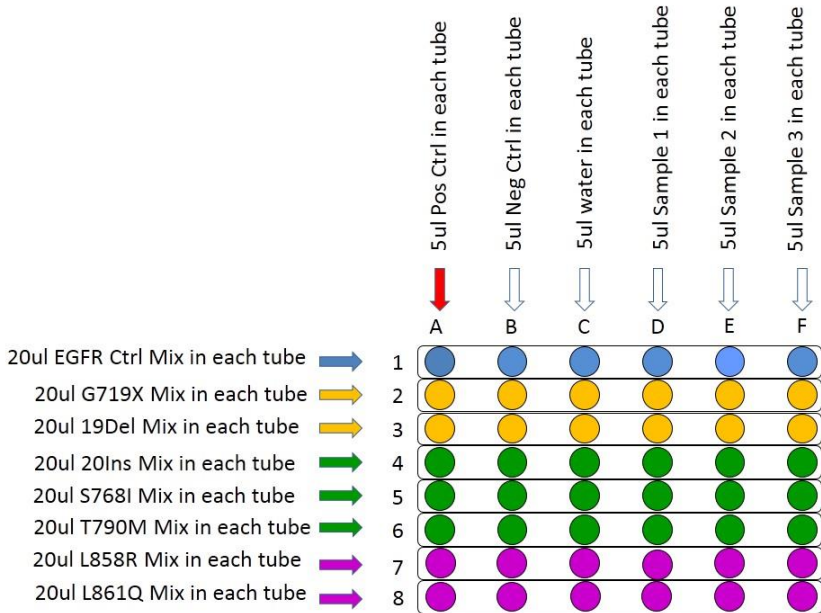 5ul Pos Ctrl in each tube
5ul Neg Ctrl in each tube
5ul water in each tube
5ul Sample 1 in each tube
5ul Sample 2 in each tube
5ul Sample 3 in each tube
A B C D E F
20ul EGFR Ctrl Mix in each tube 1
20ul G719X Mix in each tube 2
20ul 19Del Mix in each tube 3
20ul 20Ins Mix in each tube 4
20ul S768I Mix in each tube 5
20ul T790M Mix in each tube 6
20ul L858R Mix in each tube 7
20ul L861Q Mix in each tube 8